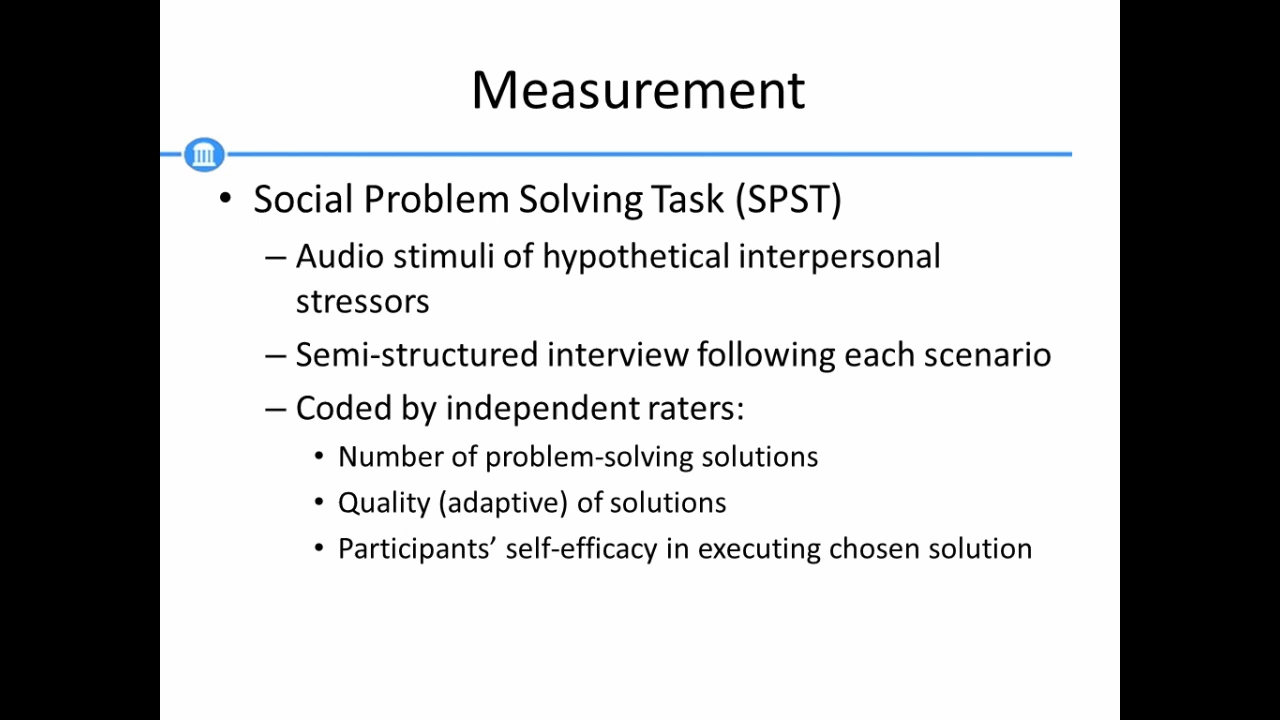 Measurement
• Social Problem Solving Task (SPST)
– Audio stimuli of hypothetical interpersonal
stressors
– Semi-structured interview following each scenario
– Coded by independent raters:
• Number of problem-solving solutions
• Quality (adaptive) of solutions
• Participants’ self-efficacy in executing chosen solution